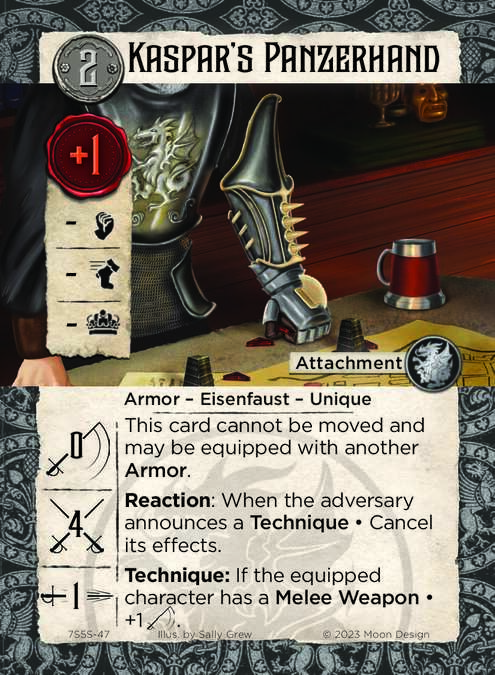 2
KASPAR'S PANZERHAND
+1
-
-
-
Attachment
Armor – Eisenfaust – Unique
0
This card cannot be moved and
may be equipped with another
Armor.
4
Reaction: When the adversary
announces a Technique • Cancel
its effects.
1
Technique: If the equipped
character has a Melee Weapon •
+1 .
7S5S-47
Illus. by Sally Grew
© 2023 Moon Design